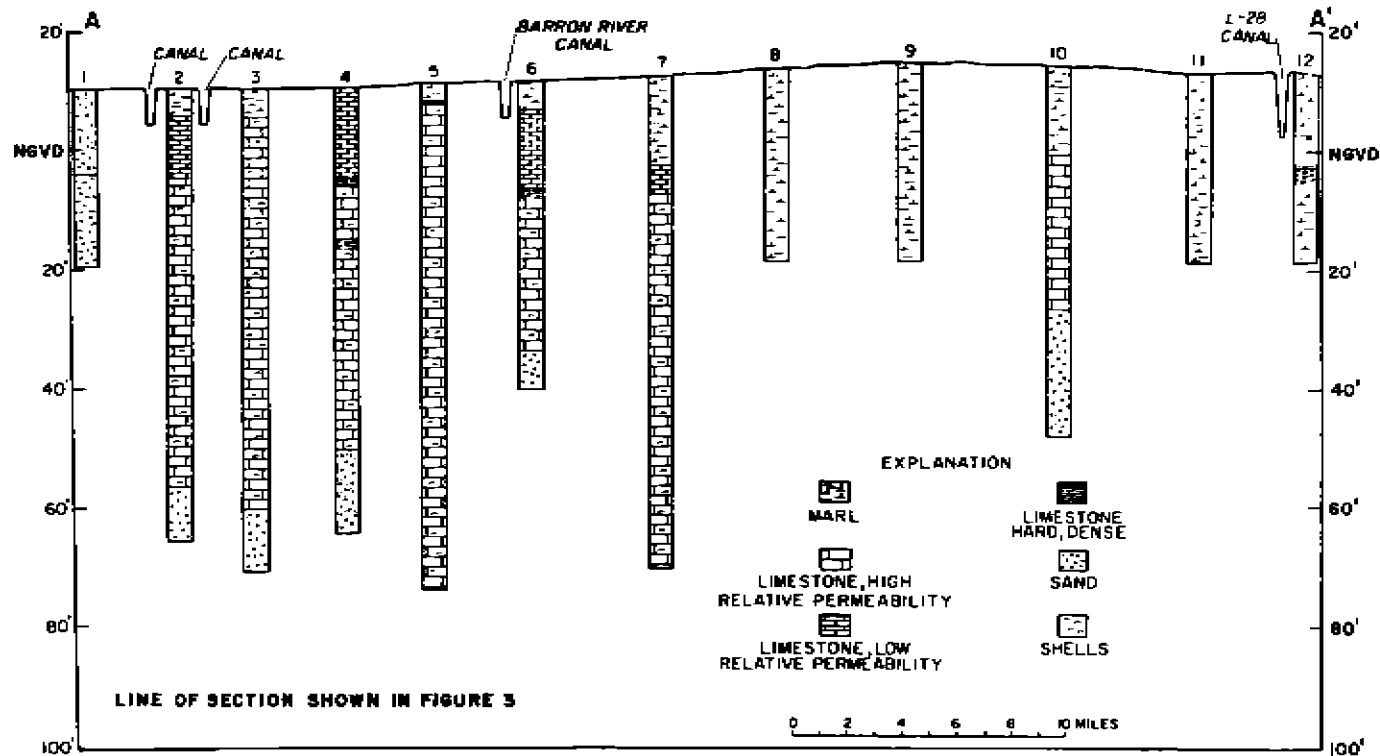 A
A'
20'
20'
BARRON RIVER
CANAL
L-28
CANAL
CANAL
CANAL
1
2
3
4
5
6
7
8
9
10
11
12
NGVD
NGVD
20'
20'
40'
40'
EXPLANATION
MARL
LIMESTONE
HARD, DENSE
60'
60'
LIMESTONE, HIGH
RELATIVE PERMEABILITY
SAND
LIMESTONE, LOW
RELATIVE PERMEABILITY
SHELLS
80'
80'
LINE OF SECTION SHOWN IN FIGURE 3
0 2 4 6 8 10 MILES
100'
100'